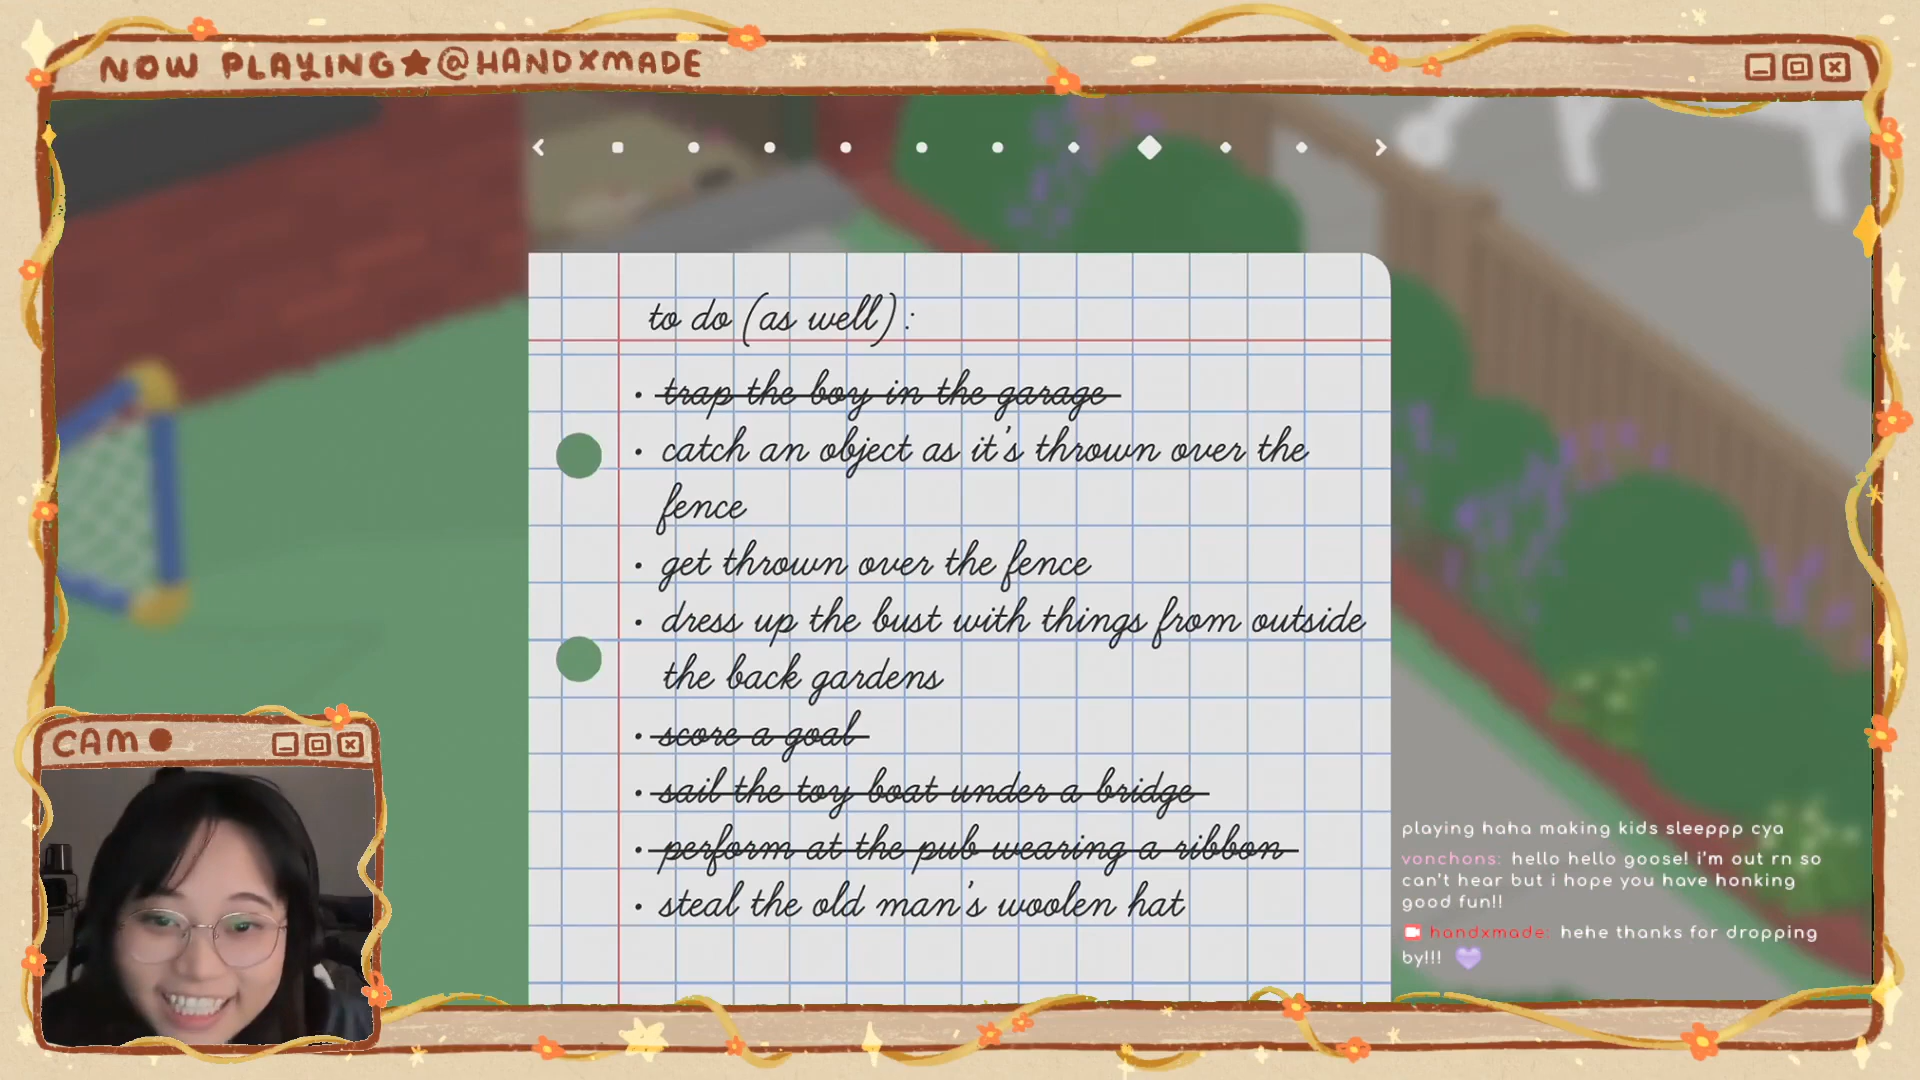 NOW PLAYING★@HANDXMADE
to do (as well) :
• trap the boy in the garage
• catch an object as it's thrown over the
fence
• get thrown over the fence
• dress up the bust with things from outside
the back gardens
• score a goal
• sail the toy boat under a bridge
• perform at the pub wearing a ribbon
• steal the old man's woolen hat
CAM
playing haha making kids sleeppp cya
vonchons: hello hello goose! i'm out rn so
can't hear but i hope you have honking
good fun!!
handxmade: hehe thanks for dropping
by!!! 💜